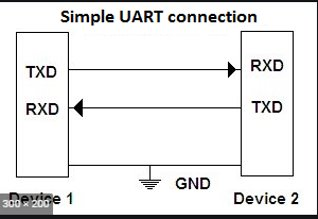 Simple UART connection
TXD
RXD
RXD
TXD
GND
300 × 200
Device 1
Device 2